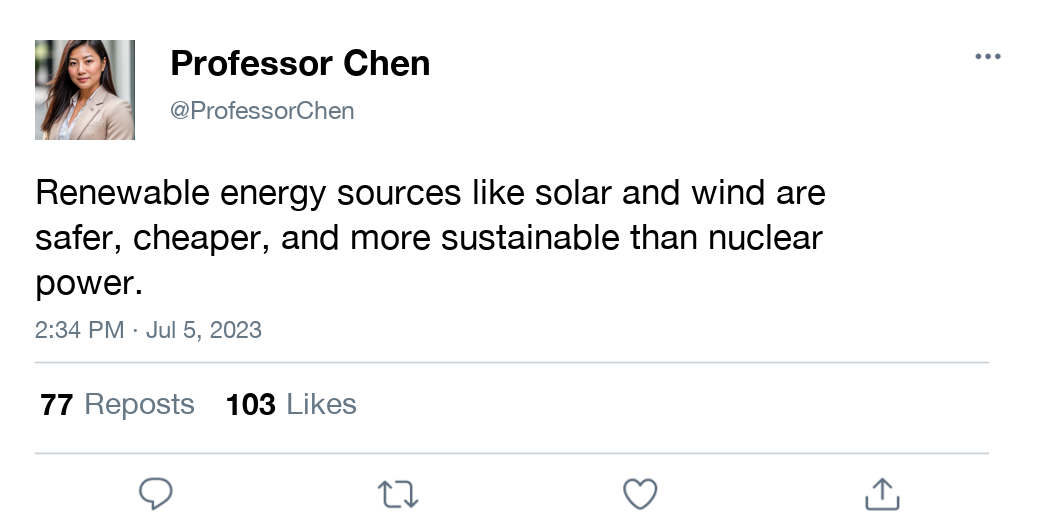 Professor Chen
@ProfessorChen
Renewable energy sources like solar and wind are
safer, cheaper, and more sustainable than nuclear
power.
2:34 PM · Jul 5, 2023
77 Reposts 103 Likes